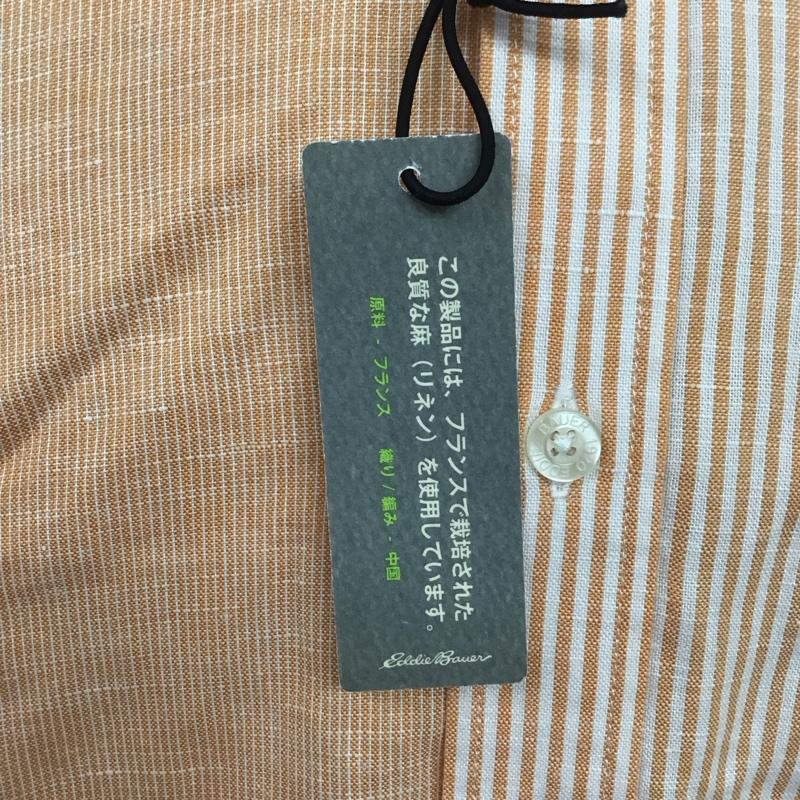 この製品には、フランスで栽培された
良質な麻（リネン）を使用しています。
原料 - フランス　織り / 編み - 中国
Eddie Bauer
BAUER
EDDIE